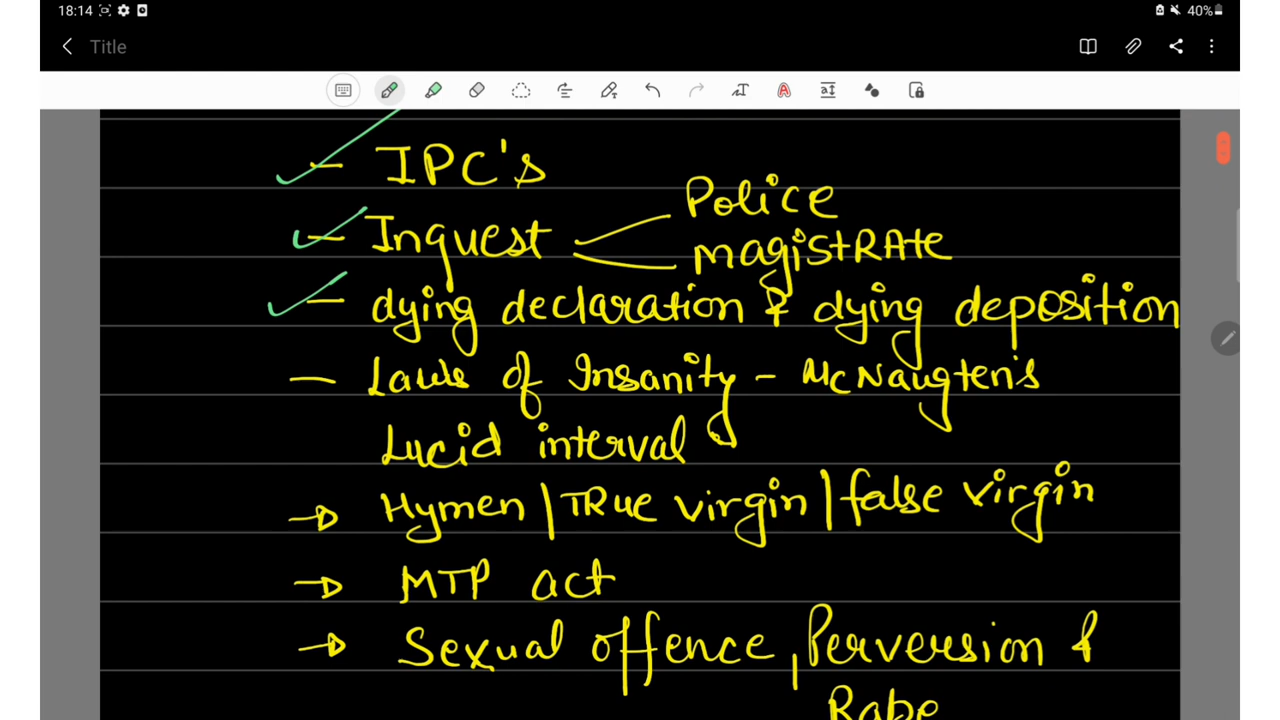 18:14 40%
Title
- IPC's
- Inquest Police
magistRAte
- dying declaration & dying deposition
- Laws of Insanity - McNaugten's
Lucid interval
→ Hymen | TRue virgin | false virgin
→ MTP act
→ Sexual offence, Perversion &
Rape